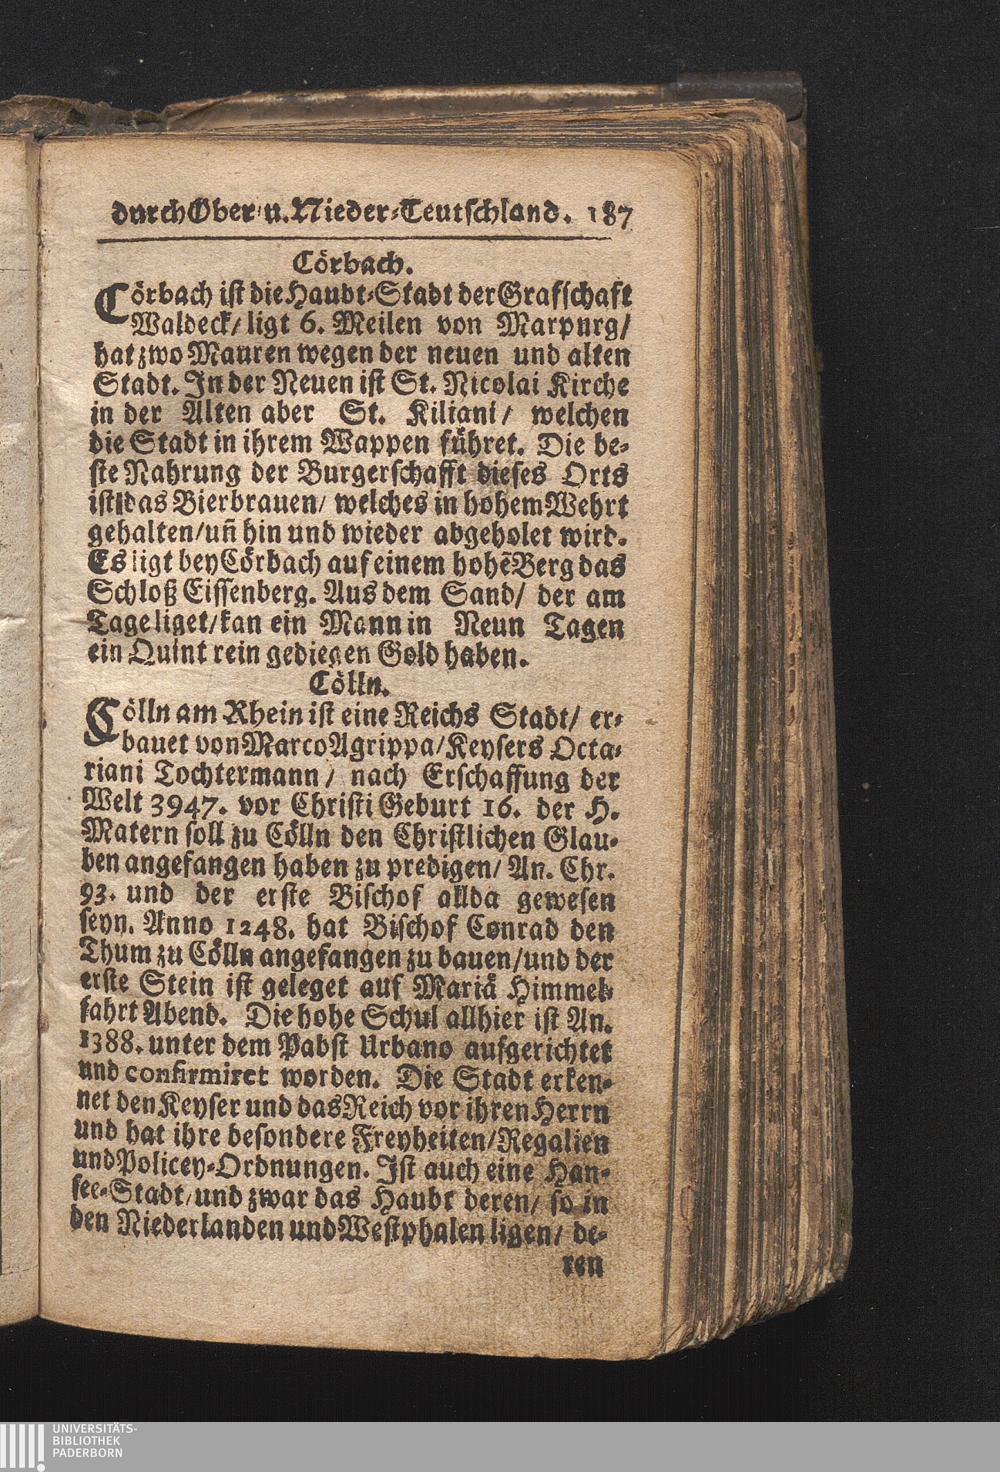 durch Ober- u. Nieder-Teutschland. 187
Cörbach.
Cörbach ist die Haubt-Stadt der Grafschaft
Waldeck/ ligt 6. Meilen von Marpurg/
hat zwo Mauren wegen der neuen und alten
Stadt. In der Neuen ist St. Nicolai Kirche
in der Alten aber St. Kiliani/ welchen
die Stadt in ihrem Wappen führet. Die be-
ste Nahrung der Burgerschafft dieses Orts
ist das Bierbrauen/ welches in hohem Wehrt
gehalten/ uñ hin und wieder abgeholet wird.
Es ligt bey Cörbach auf einem hohẽ Berg das
Schloß Eissenberg. Aus dem Sand/ der am
Tage liget/ kan ein Mann in Neun Tagen
ein Quint rein gediegen Gold haben.
Cölln.
Cölln am Rhein ist eine Reichs Stadt/ er-
bauet von Marco Agrippa/ Keysers Octa-
riani Tochtermann/ nach Erschaffung der
Welt 3947. vor Christi Geburt 16. der H.
Matern soll zu Cölln den Christlichen Glau-
ben angefangen haben zu predigen/ An. Chr.
93. und der erste Bischof allda gewesen
seyn. Anno 1248. hat Bischof Conrad den
Thum zu Cölln angefangen zu bauen/ und der
erste Stein ist geleget auf Mariä Himmel-
fahrt Abend. Die hohe Schul allhier ist An.
1388. unter dem Pabst Urbano aufgerichtet
und confirmiret worden. Die Stadt erken-
net den Keyser und das Reich vor ihren Herrn
und hat ihre besondere Freyheiten/ Regalien
und Policey-Ordnungen. Ist auch eine Han-
see-Stadt/ und zwar das Haubt deren/ so in
den Niederlanden und Westphalen ligen/ de-
ren
UNIVERSITÄTS-
BIBLIOTHEK
PADERBORN